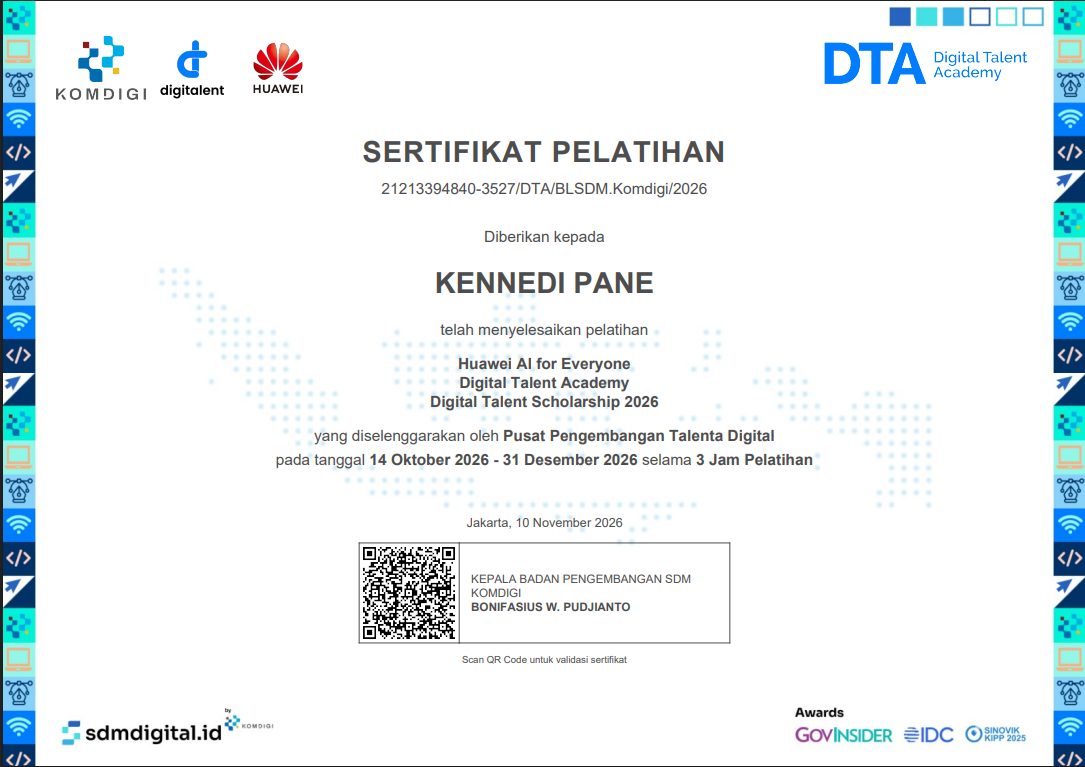 KOMDIGI
digitalent
HUAWEI
DTA Digital Talent
Academy
SERTIFIKAT PELATIHAN
21213394840-3527/DTA/BLSDM.Komdigi/2026
Diberikan kepada
KENNEDI PANE
telah menyelesaikan pelatihan
Huawei AI for Everyone
Digital Talent Academy
Digital Talent Scholarship 2026
yang diselenggarakan oleh Pusat Pengembangan Talenta Digital
pada tanggal 14 Oktober 2026 - 31 Desember 2026 selama 3 Jam Pelatihan
Jakarta, 10 November 2026
KEPALA BADAN PENGEMBANGAN SDM
KOMDIGI
BONIFASIUS W. PUDJIANTO
Scan QR Code untuk validasi sertifikat
sdmdigital.id
by
KOMDIGI
Awards
GOVINSIDER
IDC
SINOVIK
KIPP 2025